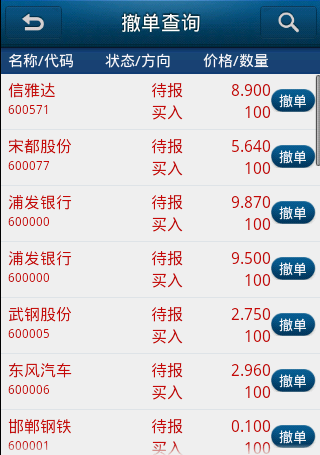 撤单查询
名称/代码 状态/方向 价格/数量
信雅达 待报 8.900
600571 买入 100 撤单
宋都股份 待报 5.640
600077 买入 100 撤单
浦发银行 待报 9.870
600000 买入 100 撤单
浦发银行 待报 9.500
600000 买入 100 撤单
武钢股份 待报 2.750
600005 买入 100 撤单
东风汽车 待报 2.960
600006 买入 100 撤单
邯郸钢铁 待报 0.100
600001 买入 100 撤单